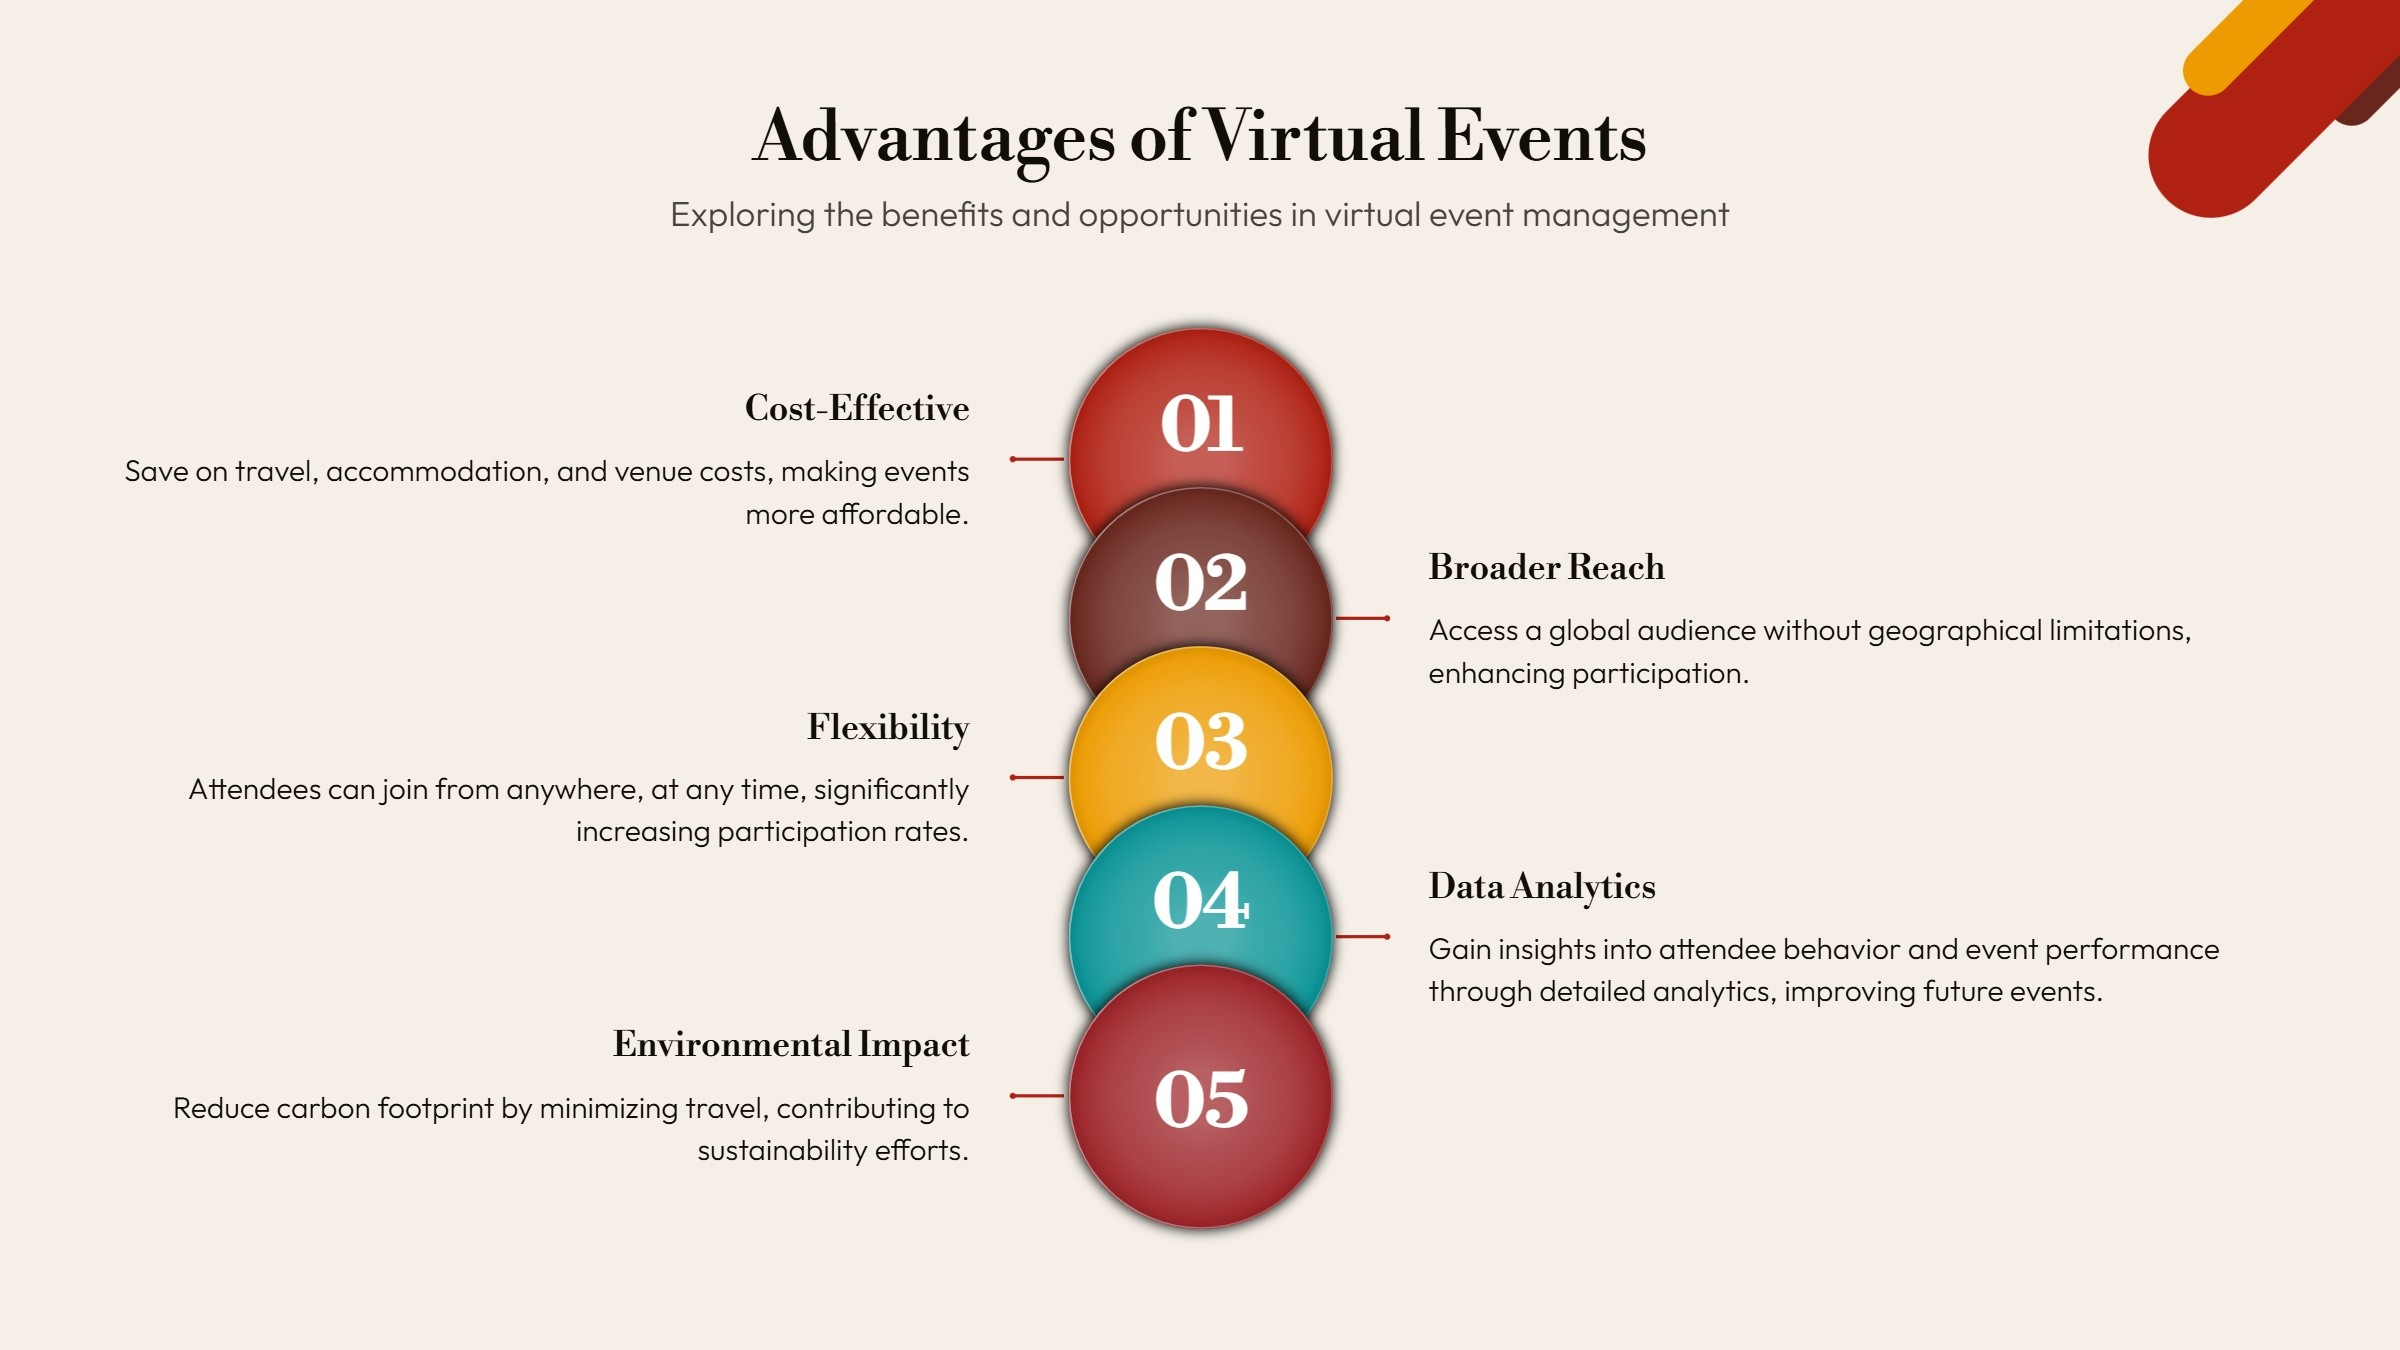 Advantages of Virtual Events
Exploring the benefits and opportunities in virtual event management
01
Cost-Effective
Save on travel, accommodation, and venue costs, making events
more affordable.
02
Broader Reach
Access a global audience without geographical limitations,
enhancing participation.
03
Flexibility
Attendees can join from anywhere, at any time, significantly
increasing participation rates.
04
Data Analytics
Gain insights into attendee behavior and event performance
through detailed analytics, improving future events.
05
Environmental Impact
Reduce carbon footprint by minimizing travel, contributing to
sustainability efforts.